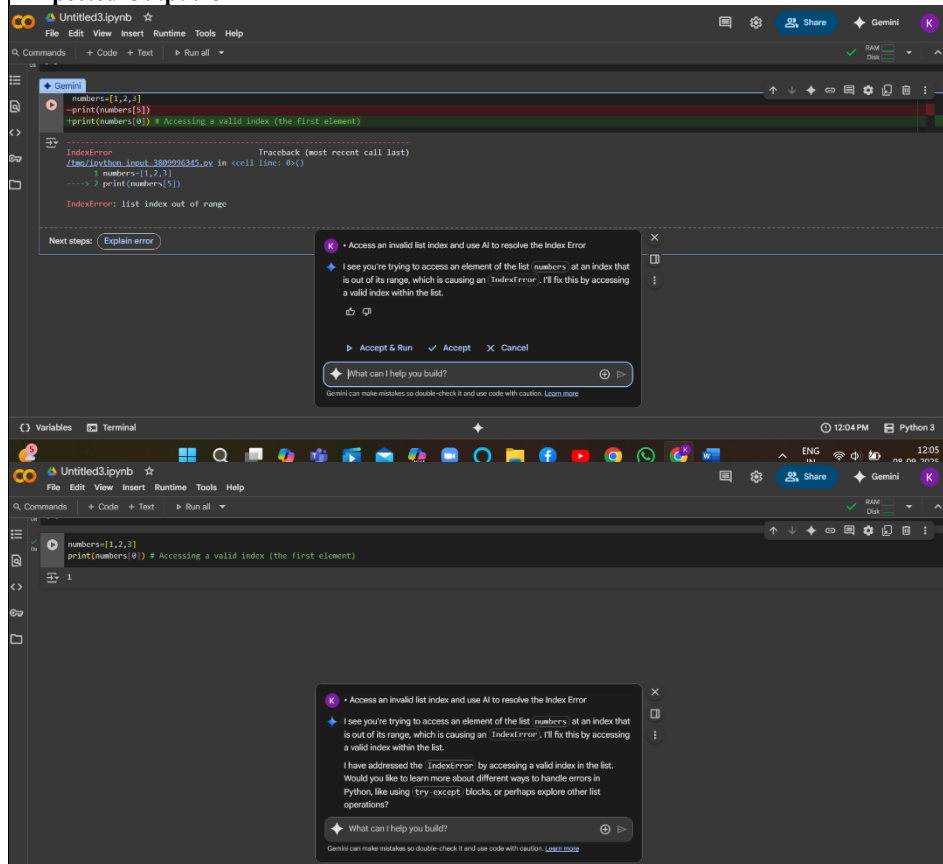 Untitled3.ipynb
File Edit View Insert Runtime Tools Help
Share
Gemini
K
Commands + Code + Text Run all
RAM
Disk
Gemini
numbers=[1,2,3]
-print(numbers[5])
+print(numbers[0]) # Accessing a valid index (the first element)
IndexError Traceback (most recent call last)
/tmp/ipython-input-3809996345.py in <cell line: 0>()
1 numbers=[1,2,3]
----> 2 print(numbers[5])
IndexError: list index out of range
Next steps: Explain error
K • Access an invalid list index and use AI to resolve the Index Error
I see you're trying to access an element of the list numbers at an index that
is out of its range, which is causing an IndexError. I'll fix this by accessing
a valid index within the list.
Accept & Run Accept Cancel
What can I help you build?
Gemini can make mistakes so double-check it and use code with caution. Learn more
Variables Terminal
12:04 PM Python 3
ENG
12:05
Untitled3.ipynb
File Edit View Insert Runtime Tools Help
Share
Gemini
K
Commands + Code + Text Run all
RAM
Disk
0s
numbers=[1,2,3]
print(numbers[0]) # Accessing a valid index (the first element)
1
K • Access an invalid list index and use AI to resolve the Index Error
I see you're trying to access an element of the list numbers at an index that
is out of its range, which is causing an IndexError. I'll fix this by accessing
a valid index within the list.
I have addressed the IndexError by accessing a valid index in the list.
Would you like to learn more about different ways to handle errors in
Python, like using try-except blocks, or perhaps explore other list
operations?
What can I help you build?
Gemini can make mistakes so double-check it and use code with caution. Learn more